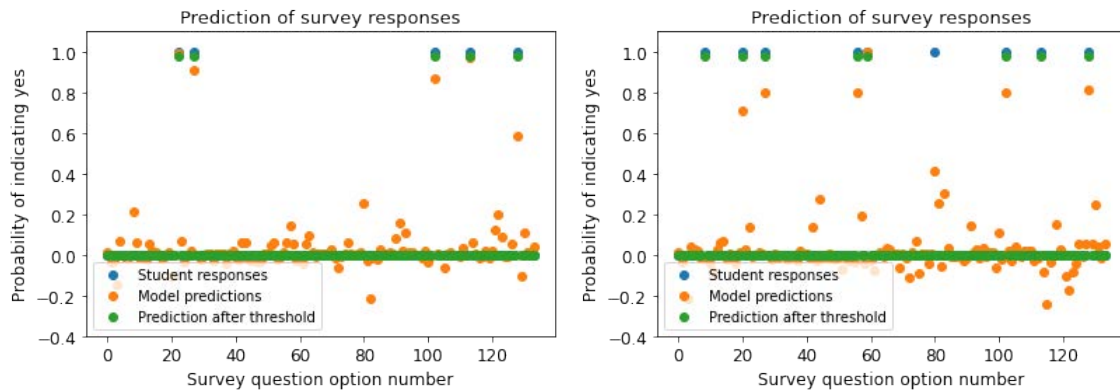 Prediction of survey responses
Probability of indicating yes
1.0
0.8
0.6
0.4
0.2
0.0
−0.2
−0.4
Student responses
Model predictions
Prediction after threshold
0 20 40 60 80 100 120
Survey question option number
Prediction of survey responses
Probability of indicating yes
1.0
0.8
0.6
0.4
0.2
0.0
−0.2
−0.4
Student responses
Model predictions
Prediction after threshold
0 20 40 60 80 100 120
Survey question option number